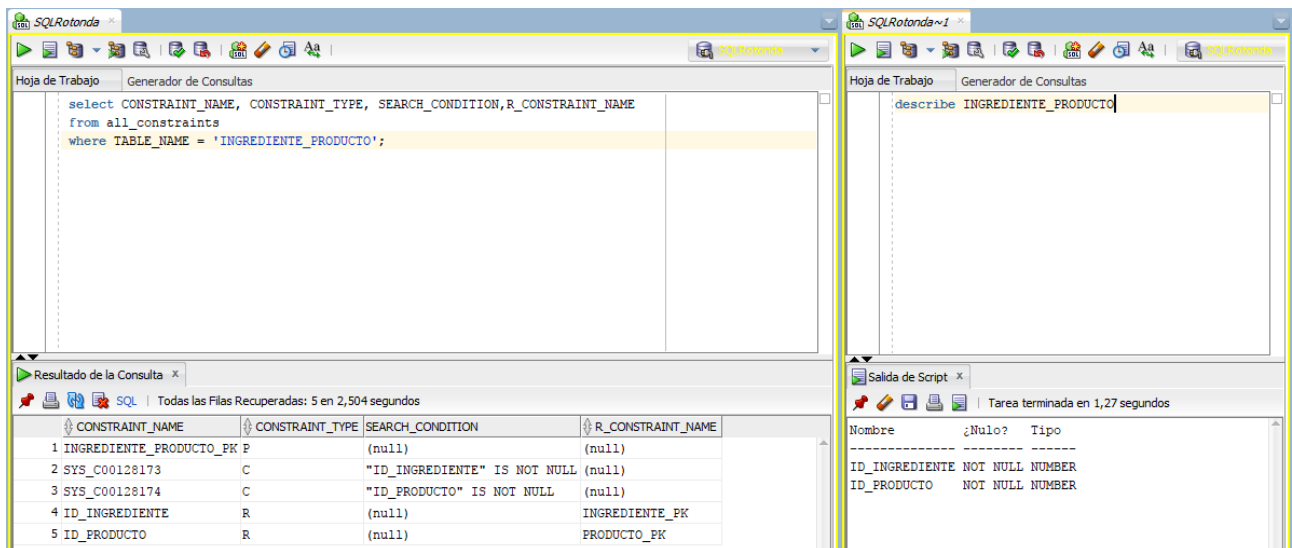 SQLRotonda
SQLRotonda
Hoja de Trabajo Generador de Consultas
select CONSTRAINT_NAME, CONSTRAINT_TYPE, SEARCH_CONDITION,R_CONSTRAINT_NAME
from all_constraints
where TABLE_NAME = 'INGREDIENTE_PRODUCTO';
Resultado de la Consulta x
SQL | Todas las Filas Recuperadas: 5 en 2,504 segundos
CONSTRAINT_NAME CONSTRAINT_TYPE SEARCH_CONDITION R_CONSTRAINT_NAME
1 INGREDIENTE_PRODUCTO_PK P (null) (null)
2 SYS_C00128173 C "ID_INGREDIENTE" IS NOT NULL (null)
3 SYS_C00128174 C "ID_PRODUCTO" IS NOT NULL (null)
4 ID_INGREDIENTE R (null) INGREDIENTE_PK
5 ID_PRODUCTO R (null) PRODUCTO_PK
SQLRotonda~1
SQLRotonda
Hoja de Trabajo Generador de Consultas
describe INGREDIENTE_PRODUCTO
Salida de Script x
| Tarea terminada en 1,27 segundos
Nombre ¿Nulo? Tipo
-------------- -------- ------
ID_INGREDIENTE NOT NULL NUMBER
ID_PRODUCTO NOT NULL NUMBER